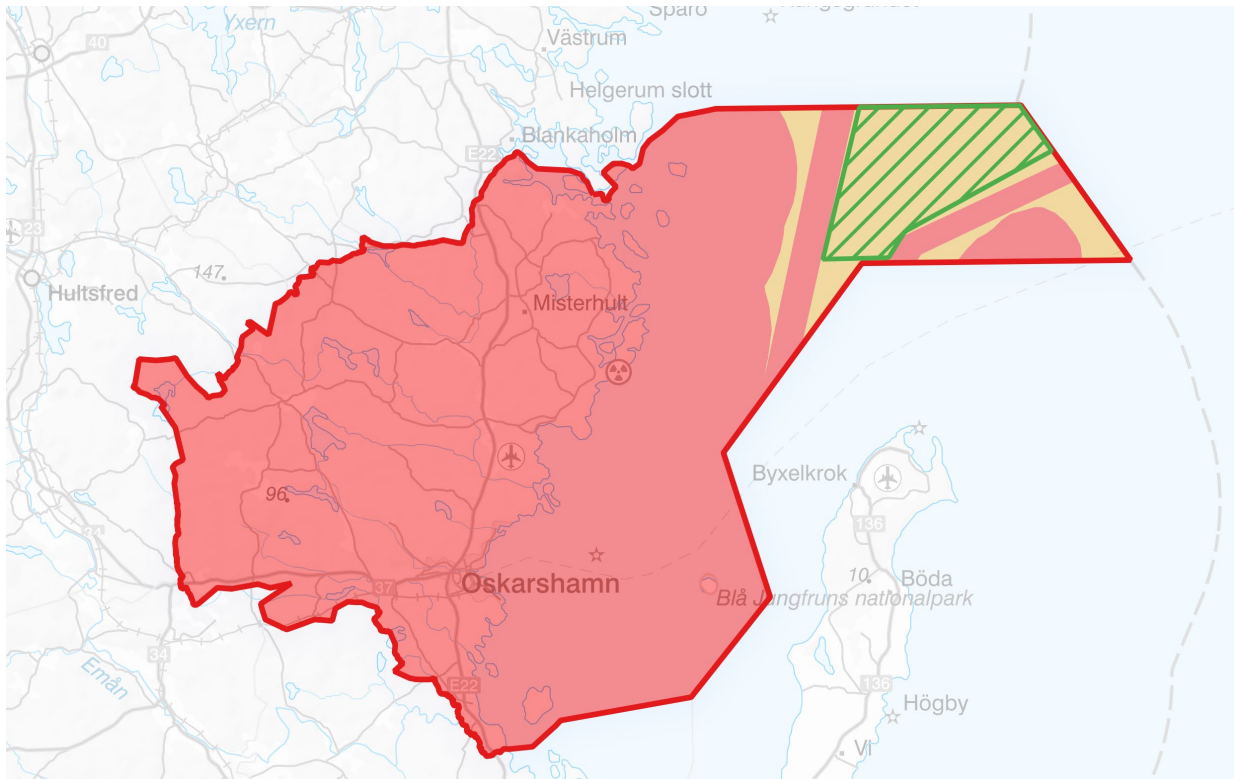 Sparö
Yxern
40
Västrum
Helgerum slott
Blankaholm
E22
23
147
Hultsfred
Misterhult
96
Byxelkrok
136
34
10
Böda
Oskarshamn
37
Blå Jungfruns nationalpark
34
Emån
E22
136
Högby
VI